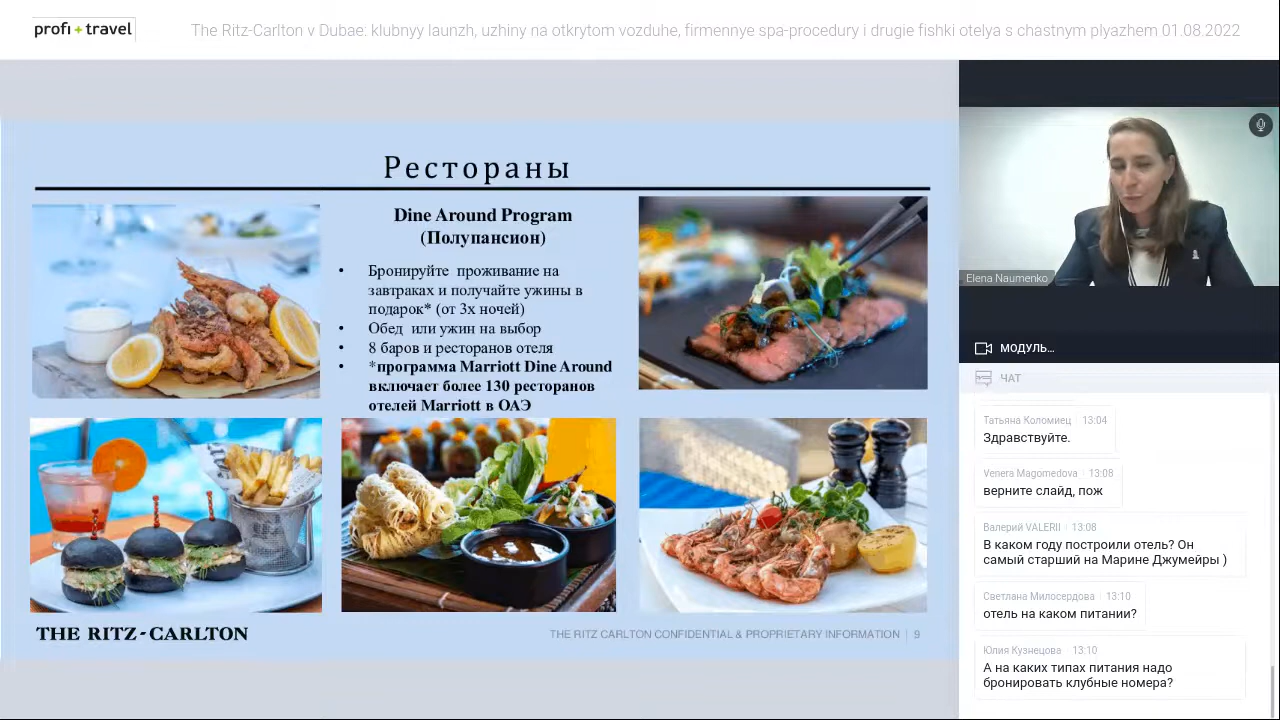 profi+travel
The Ritz-Carlton v Dubae: klubnyy launzh, uzhiny na otkrytom vozduhe, firmennye spa-procedury i drugie fishki otelya s chastnym plyazhem 01.08.2022
Рестораны
Dine Around Program
(Полупансион)
• Бронируйте проживание на
завтраках и получайте ужины в
подарок* (от 3х ночей)
• Обед или ужин на выбор
• 8 баров и ресторанов отеля
• *программа Marriott Dine Around
включает более 130 ресторанов
отелей Marriott в ОАЭ
THE RITZ-CARLTON
THE RITZ CARLTON CONFIDENTIAL & PROPRIETARY INFORMATION | 9
Elena Naumenko
МОДУЛЬ...
ЧАТ
Татьяна Коломиец 13:04
Здравствуйте.
Venera Magomedova 13:08
верните слайд, пож
Валерий VALERII 13:08
В каком году построили отель? Он
самый старший на Марине Джумейры )
Светлана Милосердова 13:10
отель на каком питании?
Юлия Кузнецова 13:10
А на каких типах питания надо
бронировать клубные номера?